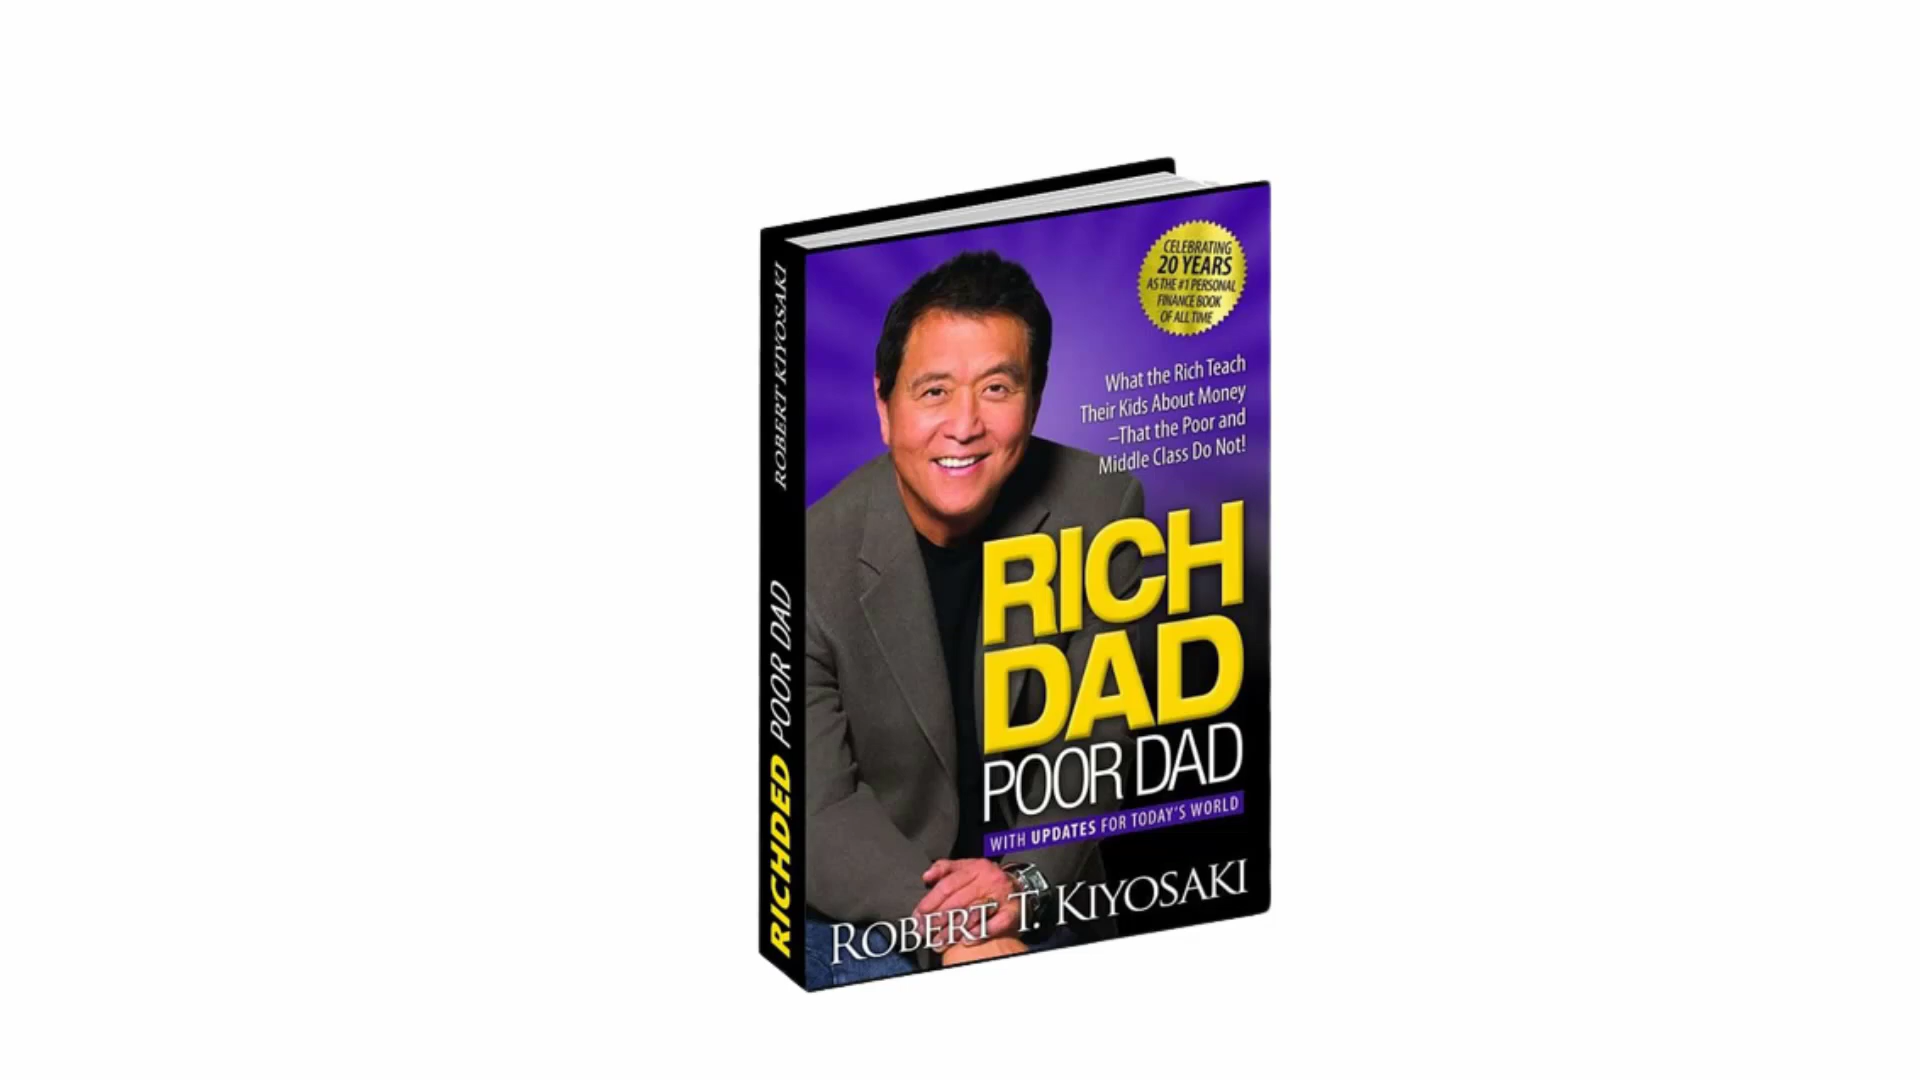 ROBERT KIYOSAKI
RICHDED POOR DAD
CELEBRATING
20 YEARS
AS THE #1 PERSONAL
FINANCE BOOK
OF ALL TIME
What the Rich Teach
Their Kids About Money
–That the Poor and
Middle Class Do Not!
RICH
DAD
POOR DAD
WITH UPDATES FOR TODAY'S WORLD
ROBERT T. KIYOSAKI